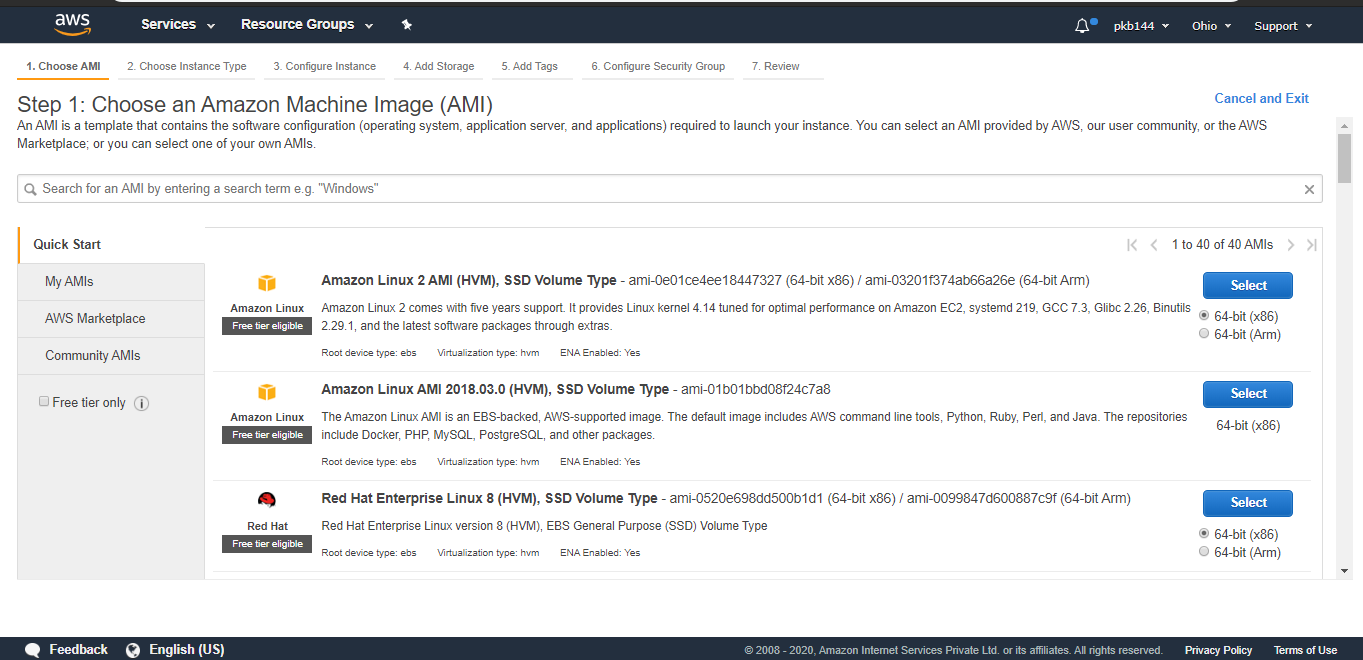 aws Services Resource Groups pkb144 Ohio Support
1. Choose AMI 2. Choose Instance Type 3. Configure Instance 4. Add Storage 5. Add Tags 6. Configure Security Group 7. Review
Step 1: Choose an Amazon Machine Image (AMI)
Cancel and Exit
An AMI is a template that contains the software configuration (operating system, application server, and applications) required to launch your instance. You can select an AMI provided by AWS, our user community, or the AWS
Marketplace; or you can select one of your own AMIs.
Search for an AMI by entering a search term e.g. "Windows"
Quick Start
My AMIs
AWS Marketplace
Community AMIs
Free tier only
1 to 40 of 40 AMIs
Amazon Linux
Free tier eligible
Amazon Linux 2 AMI (HVM), SSD Volume Type - ami-0e01ce4ee18447327 (64-bit x86) / ami-03201f374ab66a26e (64-bit Arm)
Amazon Linux 2 comes with five years support. It provides Linux kernel 4.14 tuned for optimal performance on Amazon EC2, systemd 219, GCC 7.3, Glibc 2.26, Binutils
2.29.1, and the latest software packages through extras.
Root device type: ebs Virtualization type: hvm ENA Enabled: Yes
Select
64-bit (x86)
64-bit (Arm)
Amazon Linux
Free tier eligible
Amazon Linux AMI 2018.03.0 (HVM), SSD Volume Type - ami-01b01bbd08f24c7a8
The Amazon Linux AMI is an EBS-backed, AWS-supported image. The default image includes AWS command line tools, Python, Ruby, Perl, and Java. The repositories
include Docker, PHP, MySQL, PostgreSQL, and other packages.
Root device type: ebs Virtualization type: hvm ENA Enabled: Yes
Select
64-bit (x86)
Red Hat
Free tier eligible
Red Hat Enterprise Linux 8 (HVM), SSD Volume Type - ami-0520e698dd500b1d1 (64-bit x86) / ami-0099847d600887c9f (64-bit Arm)
Red Hat Enterprise Linux version 8 (HVM), EBS General Purpose (SSD) Volume Type
Root device type: ebs Virtualization type: hvm ENA Enabled: Yes
Select
64-bit (x86)
64-bit (Arm)
Feedback English (US) © 2008 - 2020, Amazon Internet Services Private Ltd. or its affiliates. All rights reserved. Privacy Policy Terms of Use